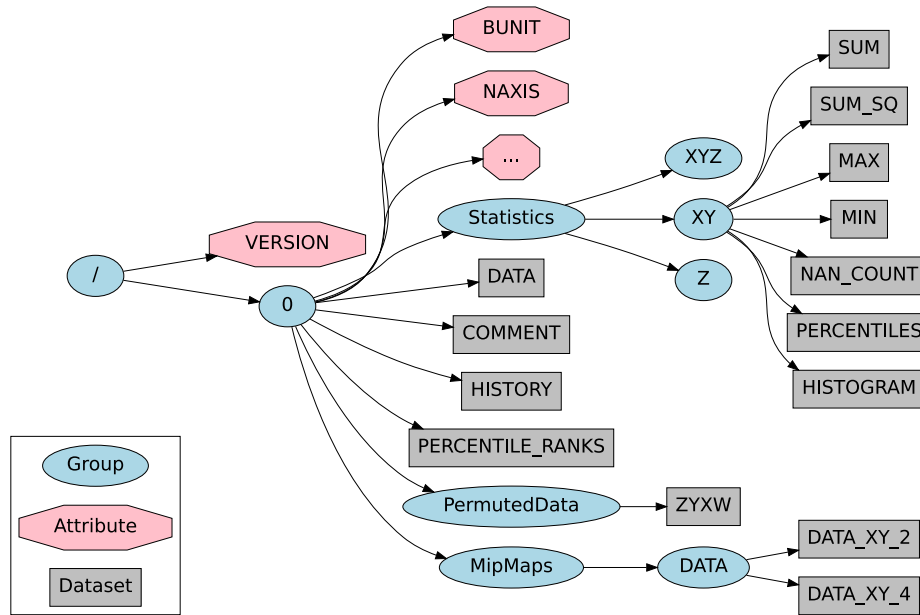 BUNIT
NAXIS
...
SUM
SUM_SQ
MAX
MIN
NAN_COUNT
PERCENTILES
HISTOGRAM
XYZ
XY
Z
Statistics
VERSION
/
0
DATA
COMMENT
HISTORY
PERCENTILE_RANKS
PermutedData
ZYXW
MipMaps
DATA
DATA_XY_2
DATA_XY_4
Group
Attribute
Dataset